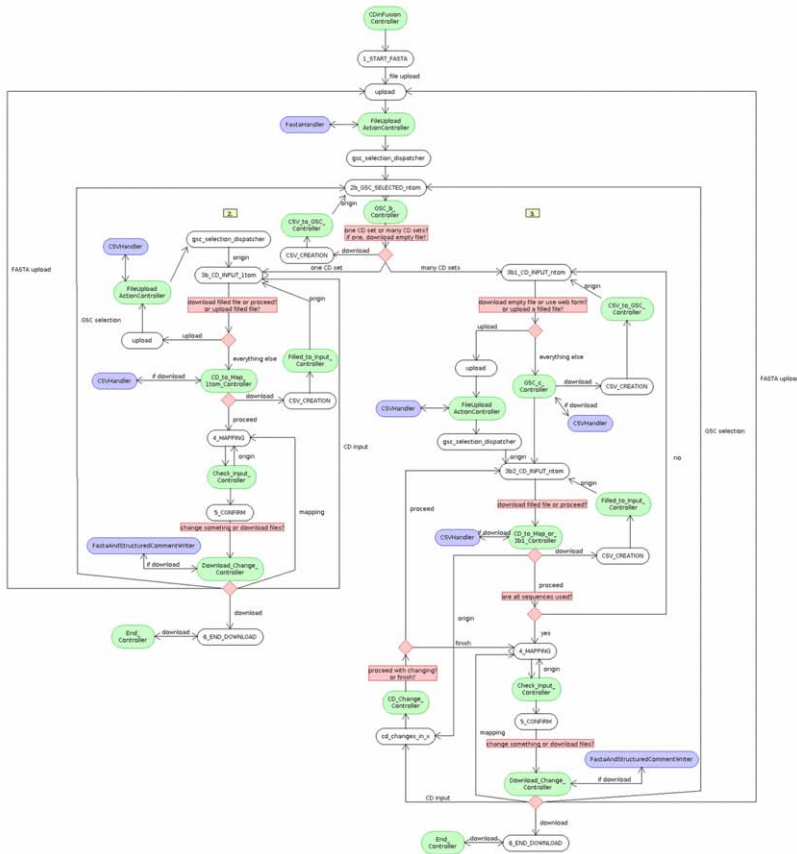 CDinFusion
Controller
1_START_FASTA
file upload
upload
FastaHandler
FileUpload
ActionController
gsc_selection_dispatcher
2b_GSC_SELECTED_ntom
origin
2.
3.
CSV_to_GSC_
Controller
GSC_b_
Controller
one CD set or many CD sets?
if one, download empty file?
download
CSV_CREATION
one CD set
many CD sets
gsc_selection_dispatcher
origin
CSVHandler
3b_CD_INPUT_1tom
3b1_CD_INPUT_ntom
FASTA upload
FileUpload
ActionController
download filled file or proceed?
or upload filled file?
origin
download empty file or use web form?
or upload a filled file?
origin
CSV_to_GSC_
Controller
GSC selection
upload
upload
everything else
Filled_to_Input_
Controller
upload
everything else
upload
CSVHandler
if download
CD_to_Map_
1tom_Controller
download
CSV_CREATION
GSC_c_
Controller
download
CSV_CREATION
FASTA upload
if download
CSVHandler
FileUpload
ActionController
CSVHandler
proceed
4_MAPPING
origin
gsc_selection_dispatcher
origin
GSC selection
CD input
no
Check_Input_
Controller
3b2_CD_INPUT_ntom
origin
mapping
5_CONFIRM
proceed
download filled file or proceed?
Filled_to_Input_
Controller
change someting or download files?
FastaAndStructuredCommentWriter
if download
Download_Change_
Controller
CSVHandler
if download
CD_to_Map_or_
3b1_Controller
download
CSV_CREATION
proceed
are all sequences used?
download
origin
End_
Controller
download
6_END_DOWNLOAD
yes
finish
4_MAPPING
origin
proceed with changing?
or finish?
Check_Input_
Controller
CD_Change_
Controller
5_CONFIRM
cd_changes_in_x
mapping
change something or download files?
FastaAndStructuredCommentWriter
if download
Download_Change_
Controller
CD input
download
End_
Controller
download
6_END_DOWNLOAD